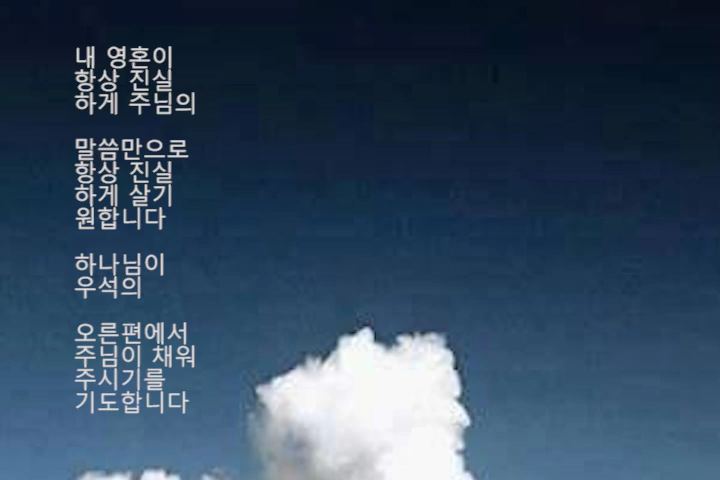 내 영혼이
항상 진실
하게 주님의
말씀만으로
항상 진실
하게 살기
원합니다
하나님이
우석의
오른편에서
주님이 채워
주시기를
기도합니다